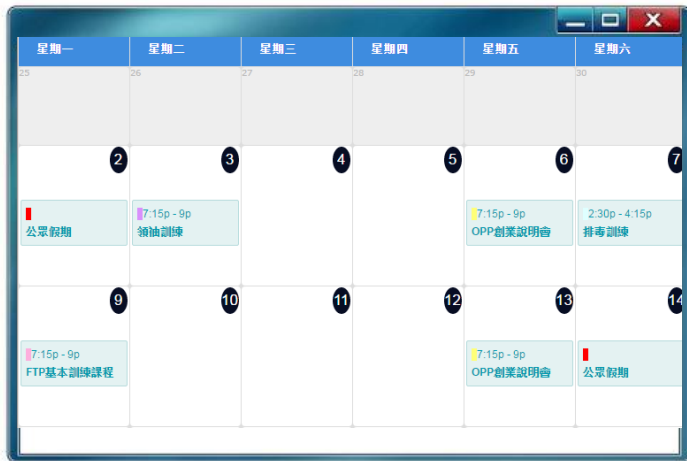 星期一 星期二 星期三 星期四 星期五 星期六
25 26 27 28 29 30
2 3 4 5 6 7
公眾假期
7:15p - 9p
領袖訓練
7:15p - 9p
OPP創業說明會
2:30p - 4:15p
排毒訓練
9 10 11 12 13 14
7:15p - 9p
FTP基本訓練課程
7:15p - 9p
OPP創業說明會
公眾假期